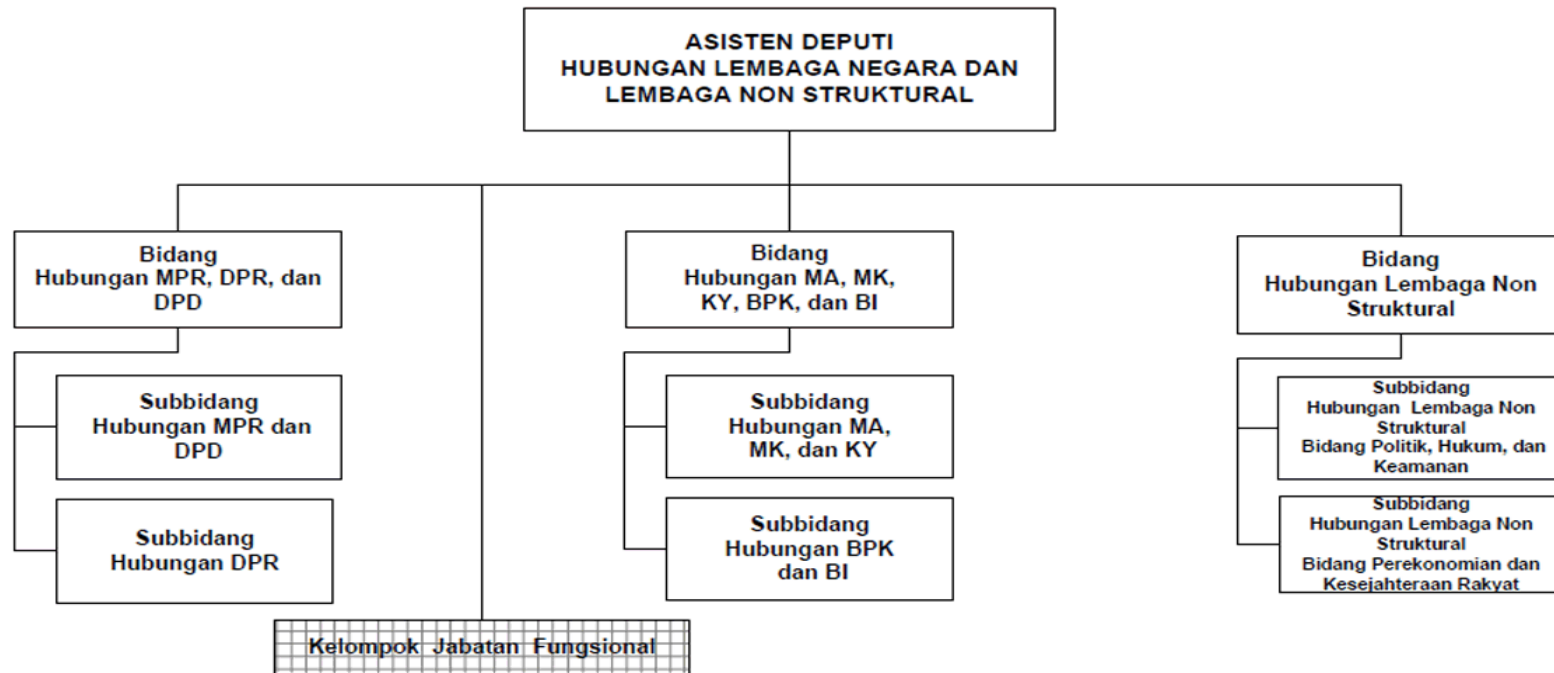 ASISTEN DEPUTI
HUBUNGAN LEMBAGA NEGARA DAN
LEMBAGA NON STRUKTURAL
Bidang
Hubungan MPR, DPR, dan
DPD
Subbidang
Hubungan MPR dan
DPD
Subbidang
Hubungan DPR
Bidang
Hubungan MA, MK,
KY, BPK, dan BI
Subbidang
Hubungan MA,
MK, dan KY
Subbidang
Hubungan BPK
dan BI
Bidang
Hubungan Lembaga Non
Struktural
Subbidang
Hubungan Lembaga Non
Struktural
Bidang Politik, Hukum, dan
Keamanan
Subbidang
Hubungan Lembaga Non
Struktural
Bidang Perekonomian dan
Kesejahteraan Rakyat
Kelompok Jabatan Fungsional